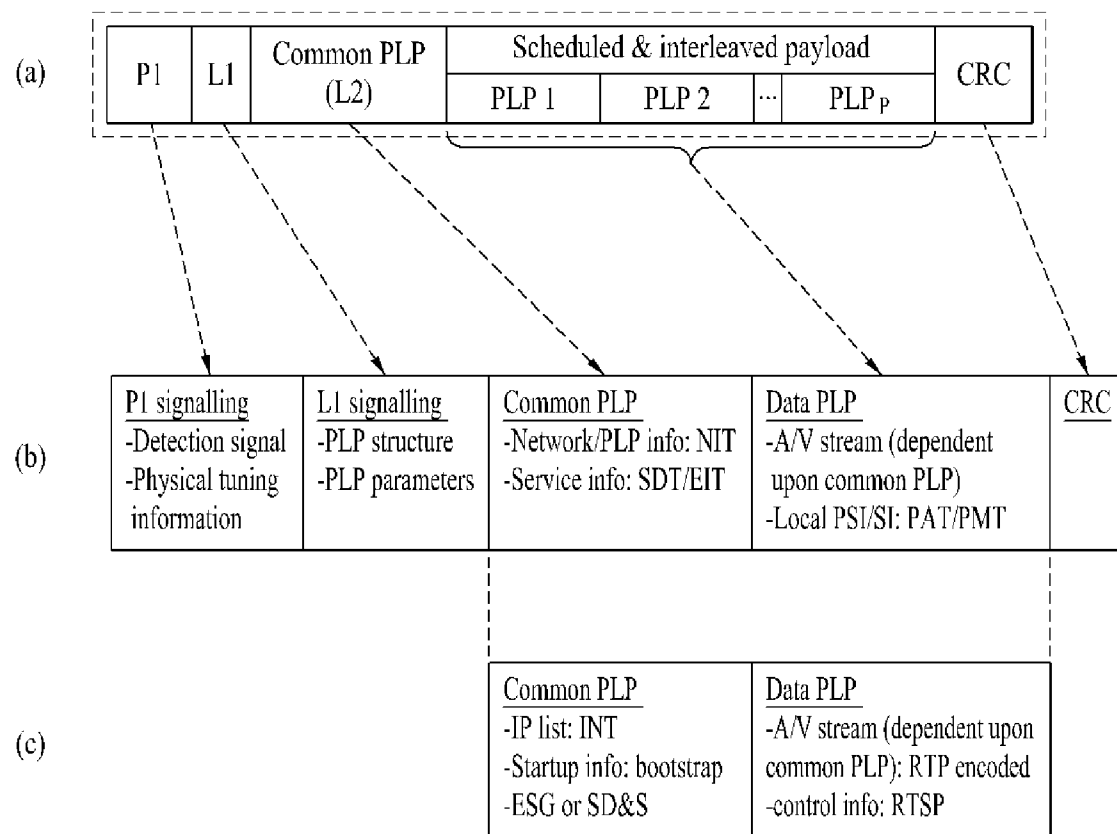 (a)
P1
L1
Common PLP
(L2)
Scheduled & interleaved payload
PLP 1
PLP 2
...
PLP P
CRC
(b)
P1 signalling
-Detection signal
-Physical tuning
information
L1 signalling
-PLP structure
-PLP parameters
Common PLP
-Network/PLP info: NIT
-Service info: SDT/EIT
Data PLP
-A/V stream (dependent
upon common PLP)
-Local PSI/SI: PAT/PMT
CRC
(c)
Common PLP
-IP list: INT
-Startup info: bootstrap
-ESG or SD&S
Data PLP
-A/V stream (dependent upon
common PLP): RTP encoded
-control info: RTSP